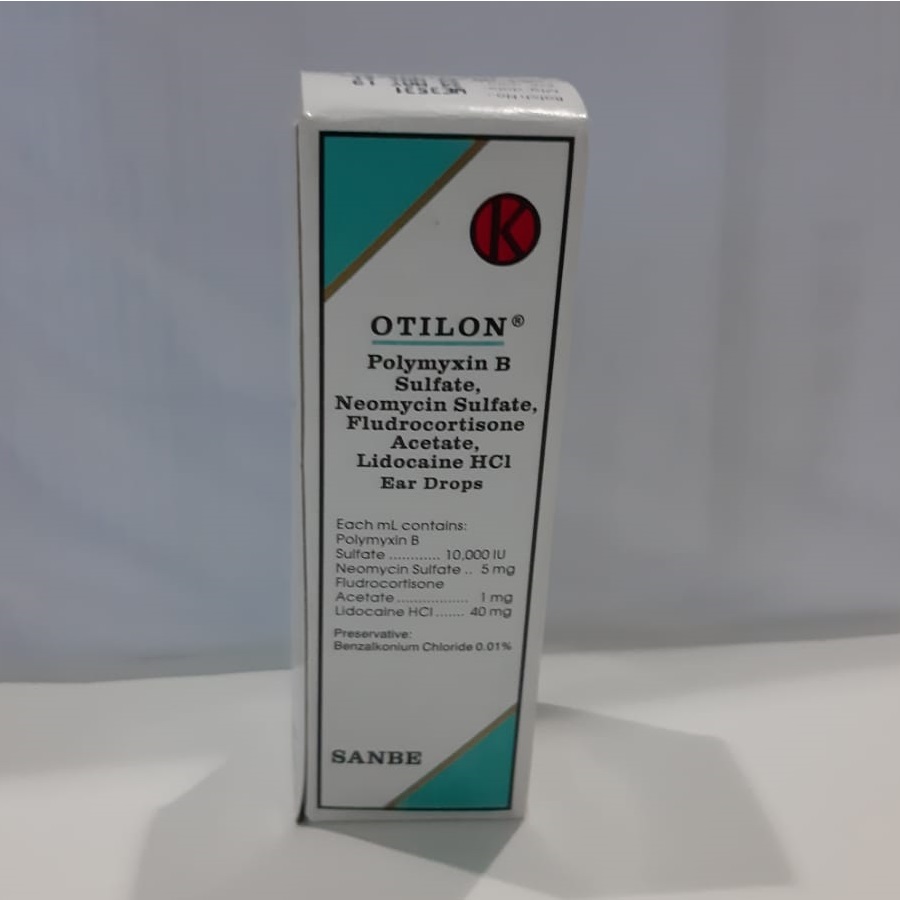 K
OTILON®
Polymyxin B
Sulfate,
Neomycin Sulfate,
Fludrocortisone
Acetate,
Lidocaine HCl
Ear Drops
Each mL contains:
Polymyxin B
Sulfate ............ 10,000 IU
Neomycin Sulfate .. 5 mg
Fludrocortisone
Acetate ................. 1 mg
Lidocaine HCl ....... 40 mg
Preservative:
Benzalkonium Chloride 0.01%
SANBE